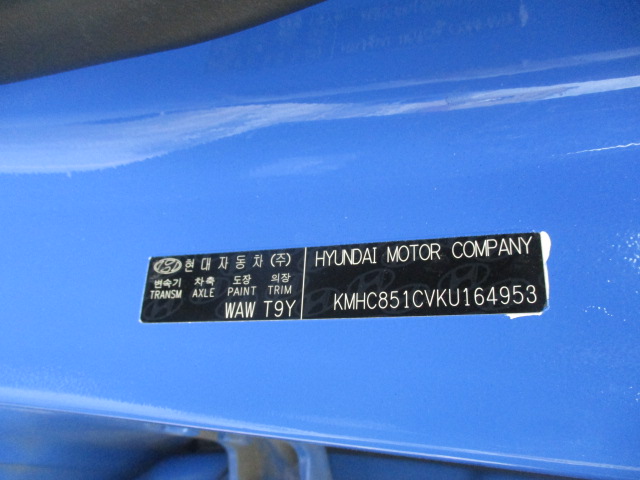 현대자동차(주)
변속기 차축 도장 의장
TRANSM AXLE PAINT TRIM
WAW T9Y
HYUNDAI MOTOR COMPANY
KMHC851CVKU164953